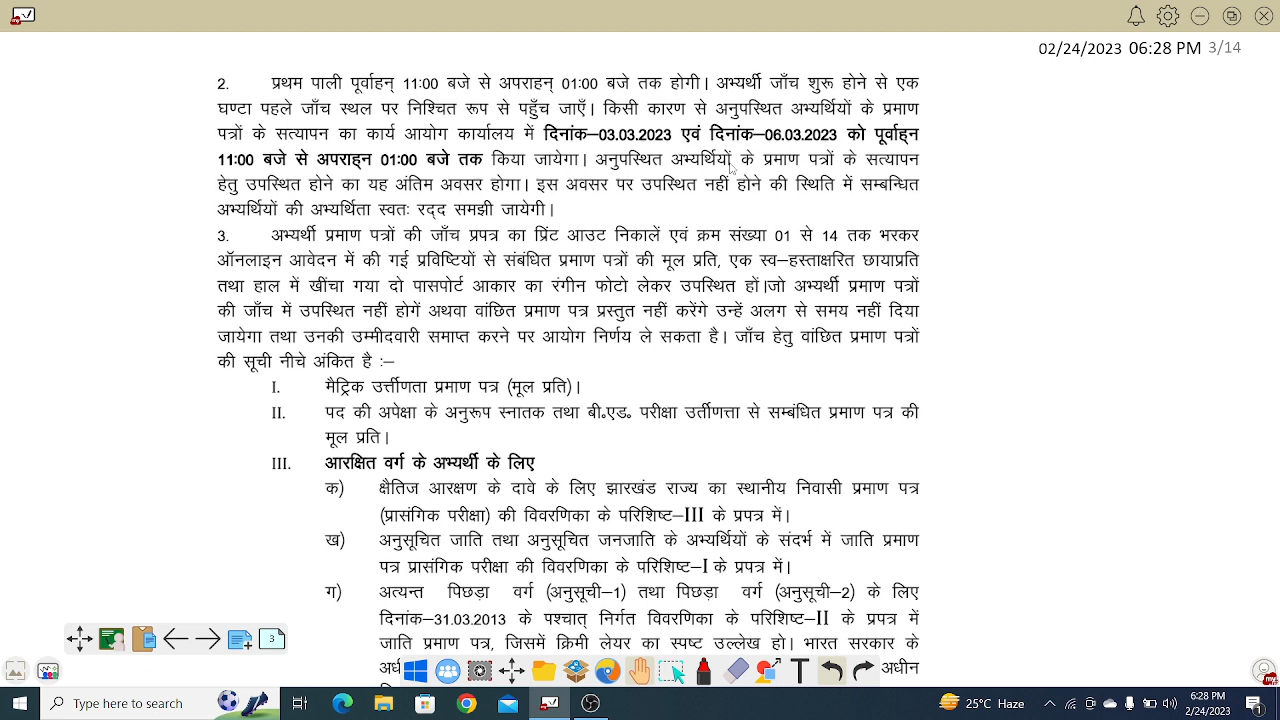 02/24/2023 06:28 PM 3/14
2. प्रथम पाली पूर्वाहन् 11:00 बजे से अपराहन् 01:00 बजे तक होगी। अभ्यर्थी जाँच शुरू होने से एक
घण्टा पहले जाँच स्थल पर निश्चित रूप से पहुँच जाएँ। किसी कारण से अनुपस्थित अभ्यर्थियों के प्रमाण
पत्रों के सत्यापन का कार्य आयोग कार्यालय में दिनांक–03.03.2023 एवं दिनांक–06.03.2023 को पूर्वाह्न
11:00 बजे से अपराह्न 01:00 बजे तक किया जायेगा। अनुपस्थित अभ्यर्थियों के प्रमाण पत्रों के सत्यापन
हेतु उपस्थित होने का यह अंतिम अवसर होगा। इस अवसर पर उपस्थित नहीं होने की स्थिति में सम्बन्धित
अभ्यर्थियों की अभ्यर्थिता स्वतः रद्द समझी जायेगी।
3. अभ्यर्थी प्रमाण पत्रों की जाँच प्रपत्र का प्रिंट आउट निकालें एवं क्रम संख्या 01 से 14 तक भरकर
ऑनलाइन आवेदन में की गई प्रविष्टियों से संबंधित प्रमाण पत्रों की मूल प्रति, एक स्व–हस्ताक्षरित छायाप्रति
तथा हाल में खींचा गया दो पासपोर्ट आकार का रंगीन फोटो लेकर उपस्थित हों।जो अभ्यर्थी प्रमाण पत्रों
की जाँच में उपस्थित नहीं होगें अथवा वांछित प्रमाण पत्र प्रस्तुत नहीं करेंगे उन्हें अलग से समय नहीं दिया
जायेगा तथा उनकी उम्मीदवारी समाप्त करने पर आयोग निर्णय ले सकता है। जाँच हेतु वांछित प्रमाण पत्रों
की सूची नीचे अंकित है :–
I. मैट्रिक उर्त्तीणता प्रमाण पत्र (मूल प्रति)।
II. पद की अपेक्षा के अनुरूप स्नातक तथा बी॰एड॰ परीक्षा उर्तीणत्ता से सम्बंधित प्रमाण पत्र की
मूल प्रति।
III. आरक्षित वर्ग के अभ्यर्थी के लिए
क) क्षैतिज आरक्षण के दावे के लिए झारखंड राज्य का स्थानीय निवासी प्रमाण पत्र
(प्रासंगिक परीक्षा) की विवरणिका के परिशिष्ट–III के प्रपत्र में।
ख) अनुसूचित जाति तथा अनुसूचित जनजाति के अभ्यर्थियों के संदर्भ में जाति प्रमाण
पत्र प्रासंगिक परीक्षा की विवरणिका के परिशिष्ट–I के प्रपत्र में।
ग) अत्यन्त पिछड़ा वर्ग (अनुसूची–1) तथा पिछड़ा वर्ग (अनुसूची–2) के लिए
दिनांक–31.03.2013 के पश्चात् निर्गत विवरणिका के परिशिष्ट–II के प्रपत्र में
जाति प्रमाण पत्र, जिसमें क्रिमी लेयर का स्पष्ट उल्लेख हो। भारत सरकार के
अधीन
3
Type here to search
25°C Haze
6:28 PM
2/24/2023